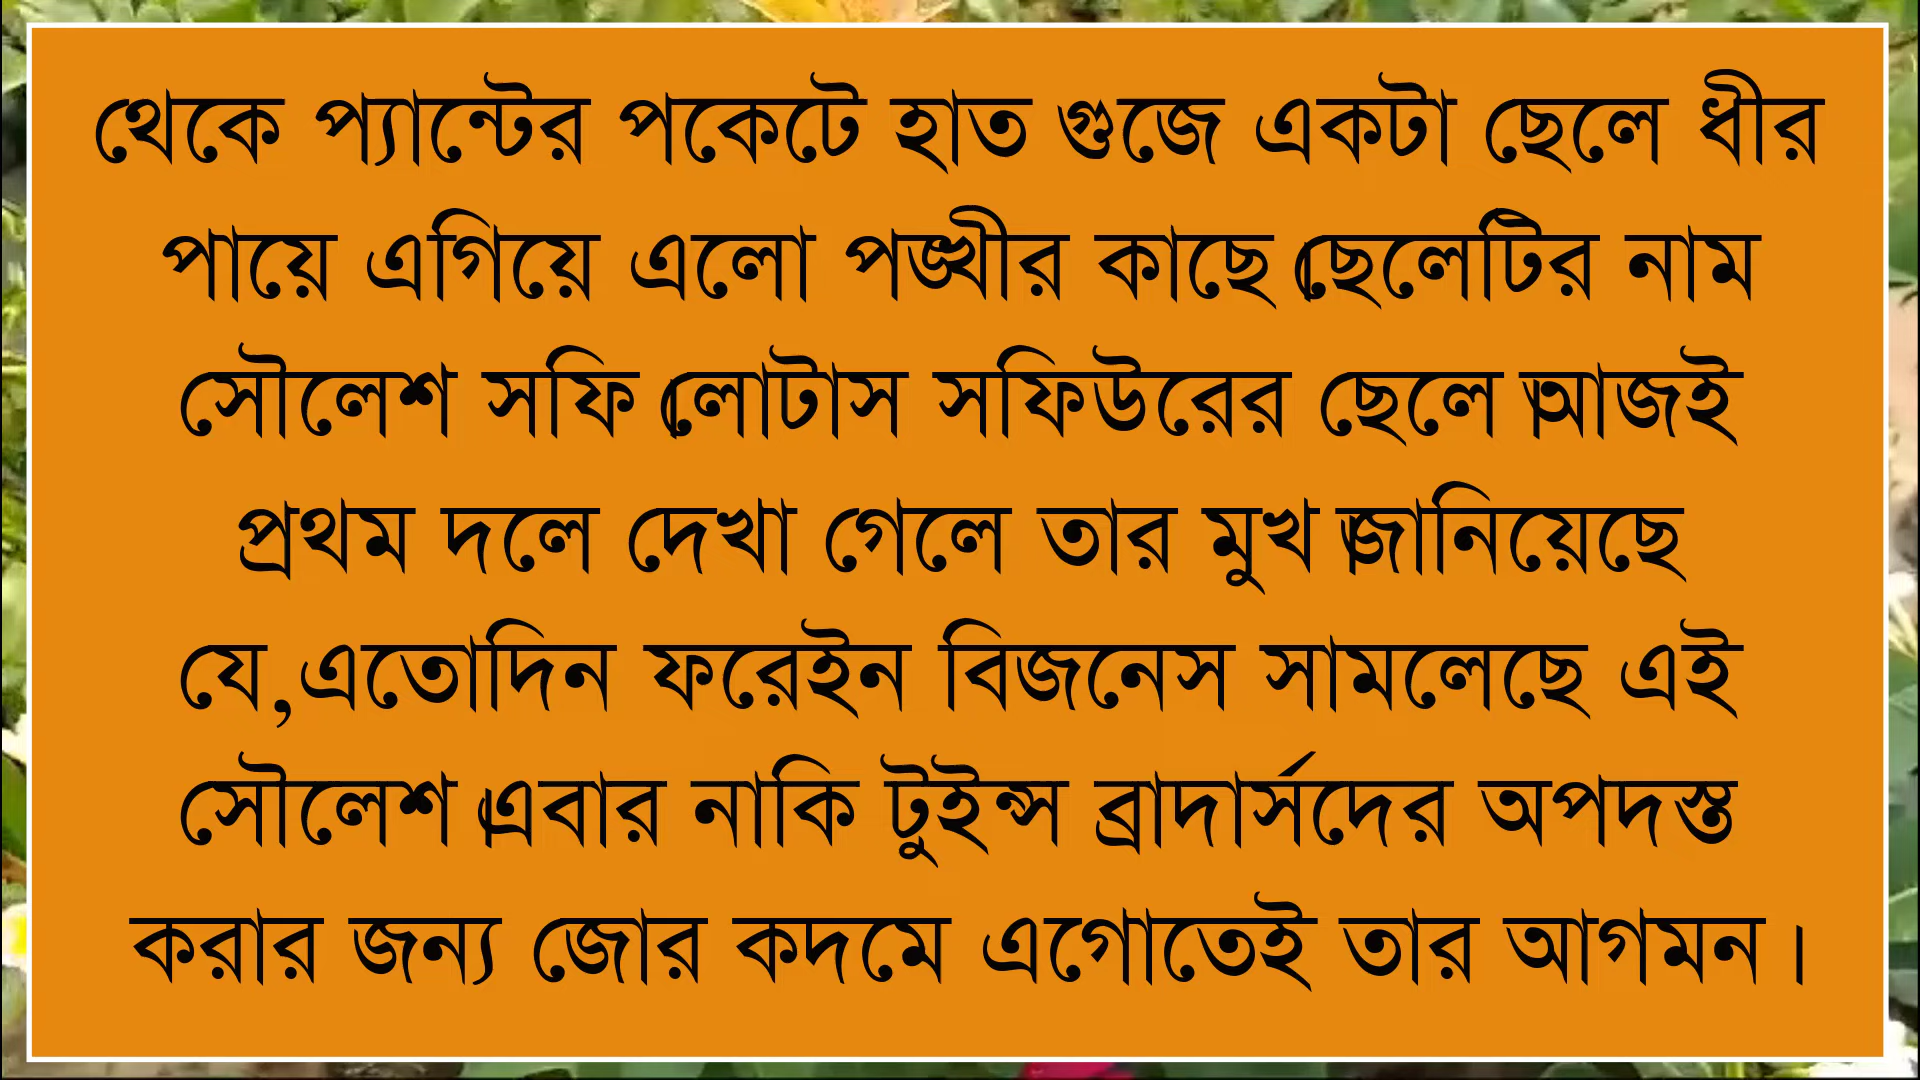 থেকে প্যান্টের পকেটে হাত গুজে একটা ছেলে ধীর
পায়ে এগিয়ে এলো পঙ্খীর কাছে।ছেলেটির নাম
সৌলেশ সফি।লোটাস সফিউরের ছেলে।আজই
প্রথম দলে দেখা গেলে তার মুখ।জানিয়েছে
যে,এতোদিন ফরেইন বিজনেস সামলেছে এই
সৌলেশ।এবার নাকি টুইন্স ব্রাদার্সদের অপদস্ত
করার জন্য জোর কদমে এগোতেই তার আগমন।